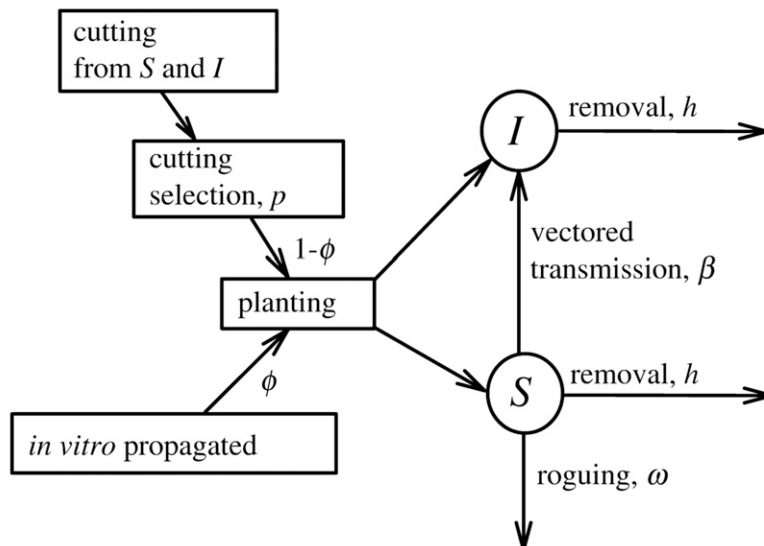 cutting
from S and I
cutting
selection, p
1-ϕ
planting
ϕ
in vitro propagated
I
removal, h
vectored
transmission, β
S
removal, h
roguing, ω